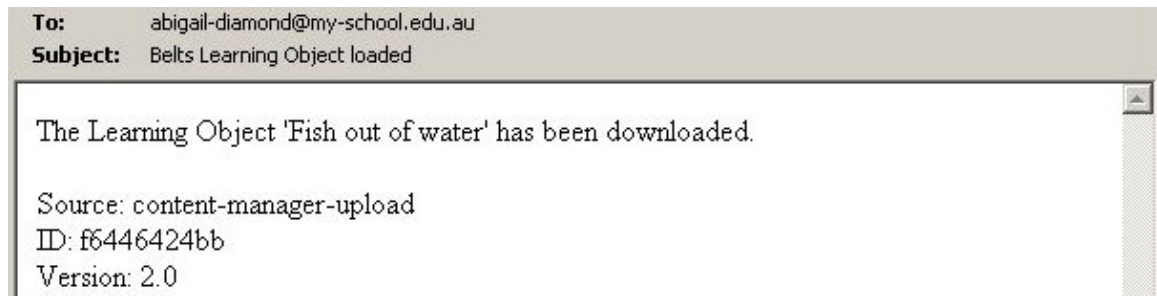 To: abigail-diamond@my-school.edu.au
Subject: Belts Learning Object loaded
The Learning Object 'Fish out of water' has been downloaded.
Source: content-manager-upload
ID: f6446424bb
Version: 2.0